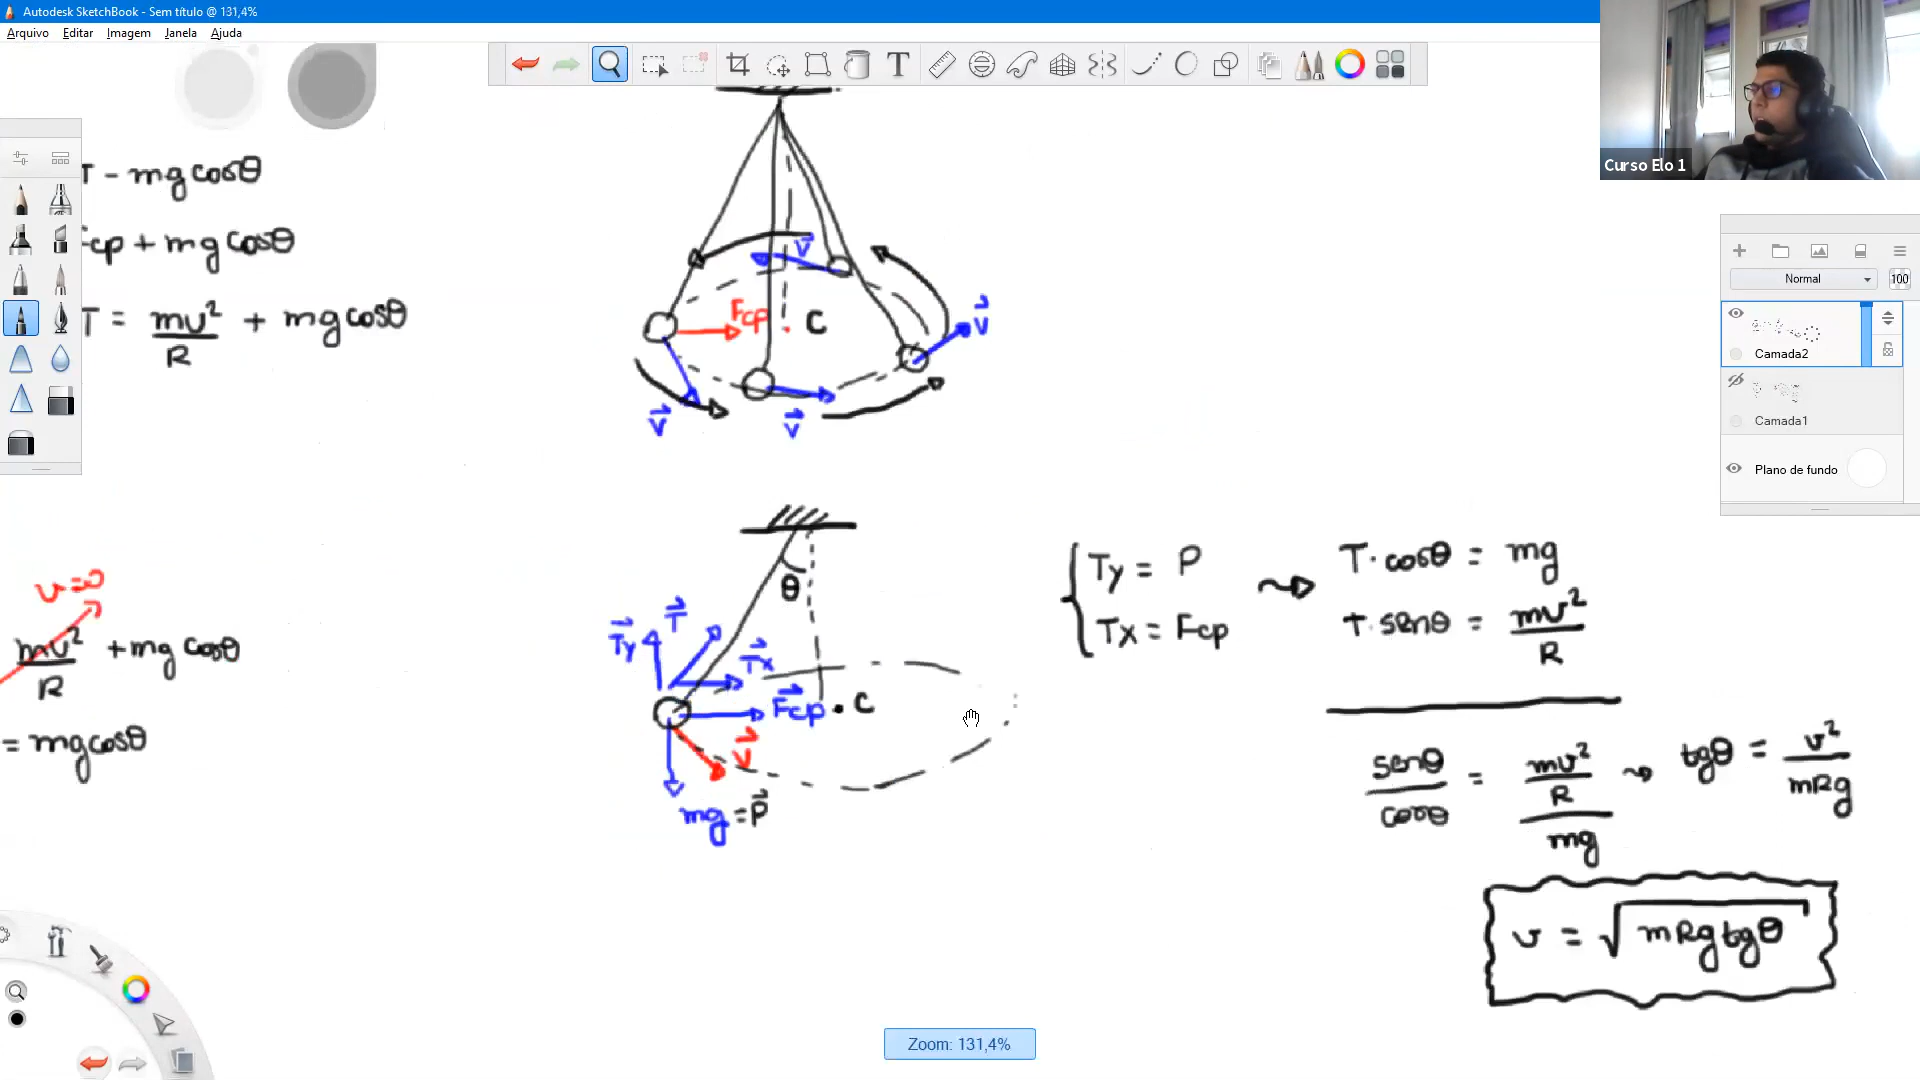 Autodesk SketchBook - Sem título @ 131,4%
Arquivo Editar Imagem Janela Ajuda
Curso Elo 1
T - mg cosθ
Fcp + mg cosθ
T = mv²/R + mg cosθ
v=0
mv²/R + mg cosθ
= mg cosθ
V
Fcp
C
V
V
V
Normal
100
Camada2
Camada1
Plano de fundo
θ
T
Ty
Tx
Fcp
C
V
mg = P
Ty = P
Tx = Fcp
T·cosθ = mg
T·senθ = mv²/R
senθ/cosθ = mv²/R/mg
tgθ = v²/mRg
v = √mRg tgθ
Zoom: 131,4%